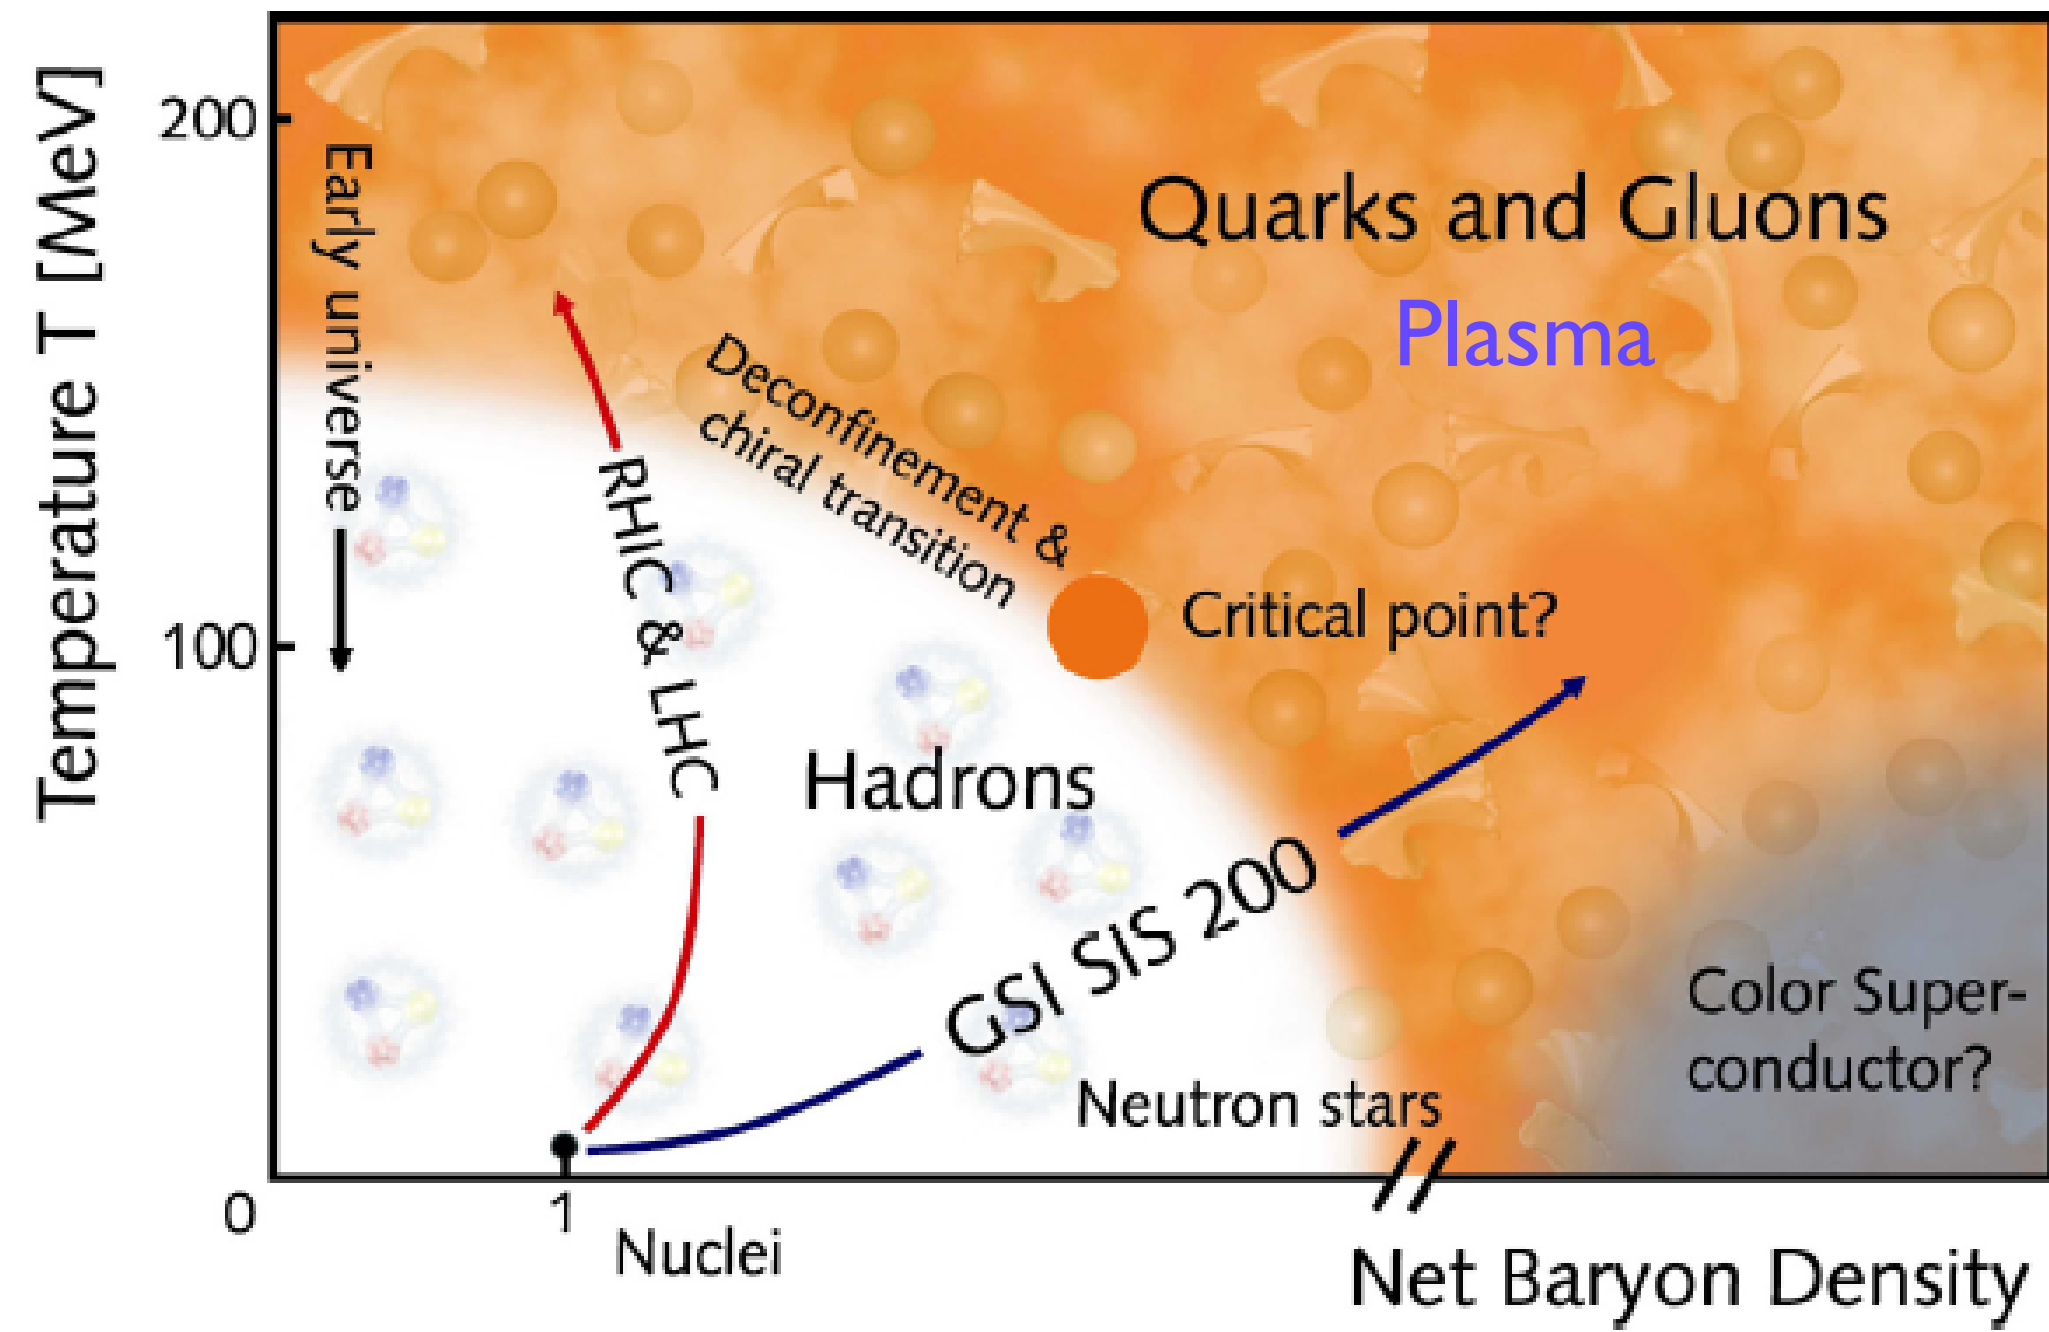 Temperature T [MeV]
200
100
0
Early universe
Quarks and Gluons
Plasma
Deconfinement &
chiral transition
RHIC & LHC
Critical point?
Hadrons
GSI SIS 200
Color Super-
conductor?
Neutron stars
1
Nuclei
Net Baryon Density